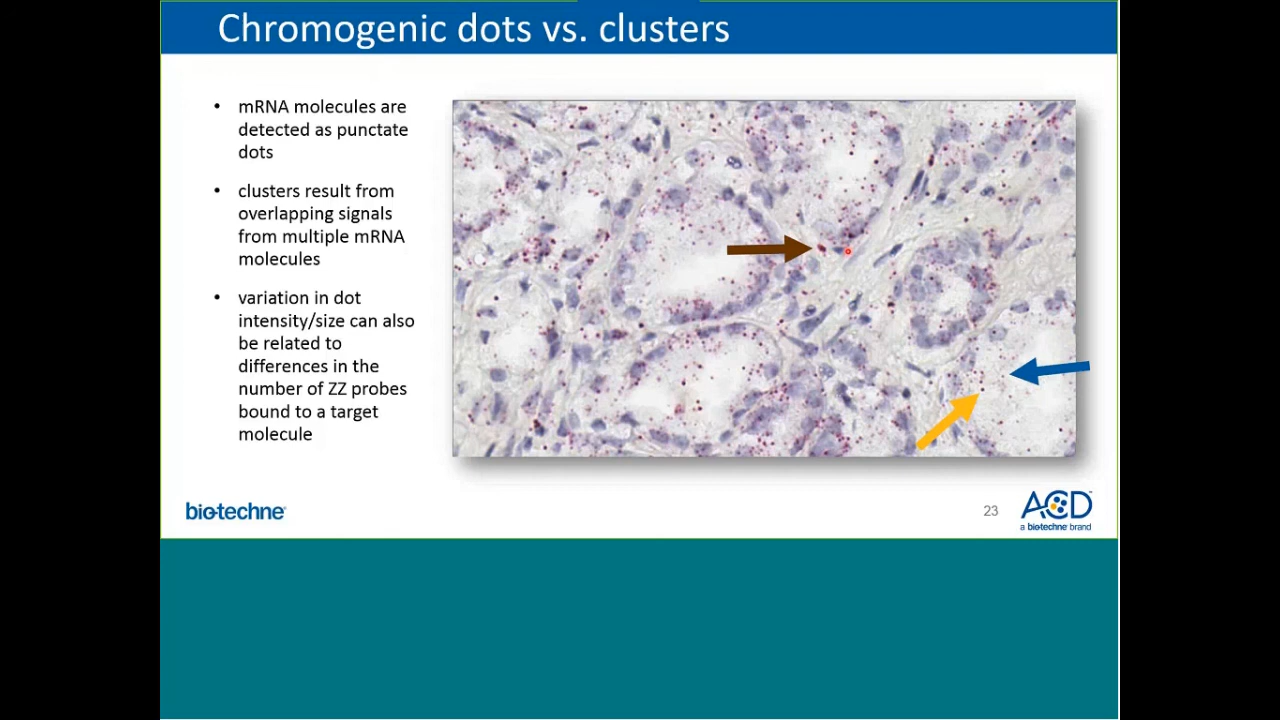 Chromogenic dots vs. clusters
• mRNA molecules are
detected as punctate
dots
• clusters result from
overlapping signals
from multiple mRNA
molecules
• variation in dot
intensity/size can also
be related to
differences in the
number of ZZ probes
bound to a target
molecule
bio-techne
23
ACD
a biotechne brand